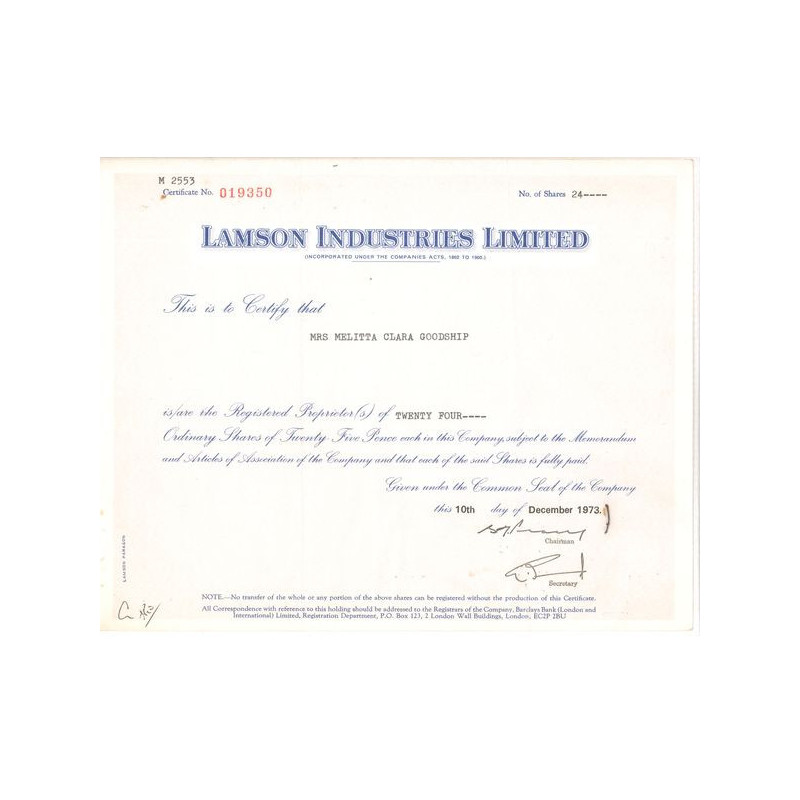 M 2553
Certificate No. 019350
No. of Shares 24----
LAMSON INDUSTRIES LIMITED
(INCORPORATED UNDER THE COMPANIES ACTS, 1862 TO 1900.)
This is to Certify that
MRS MELITTA CLARA GOODSHIP
is/are the Registered Proprietor(s) of TWENTY FOUR----
Ordinary Shares of Twenty Five Pence each in this Company, subject to the Memorandum
and Articles of Association of the Company and that each of the said Shares is fully paid.
Given under the Common Seal of the Company
this 10th day of December 1973.
Chairman
Secretary
LAMSON PARAGON
NOTE.—No transfer of the whole or any portion of the above shares can be registered without the production of this Certificate.
All Correspondence with reference to this holding should be addressed to the Registrars of the Company, Barclays Bank (London and
International) Limited, Registration Department, P.O. Box 123, 2 London Wall Buildings, London, EC2P 2BU